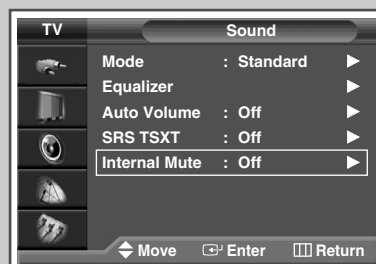 TV Sound
Mode : Standard
Equalizer
Auto Volume : Off
SRS TSXT : Off
Internal Mute : Off
Move Enter Return